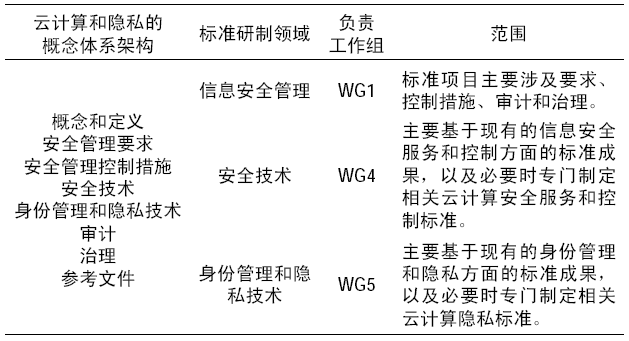 云计算和隐私的
概念体系架构
标准研制领域
负责
工作组
范围
概念和定义
安全管理要求
安全管理控制措施
安全技术
身份管理和隐私技术
审计
治理
参考文件
信息安全管理
WG1
标准项目主要涉及要求、
控制措施、审计和治理。
安全技术
WG4
主要基于现有的信息安全
服务和控制方面的标准成
果，以及必要时专门制定
相关云计算安全服务和控
制标准。
身份管理和隐
私技术
WG5
主要基于现有的身份管理
和隐私方面的标准成果，
以及必要时专门制定相关
云计算隐私标准。